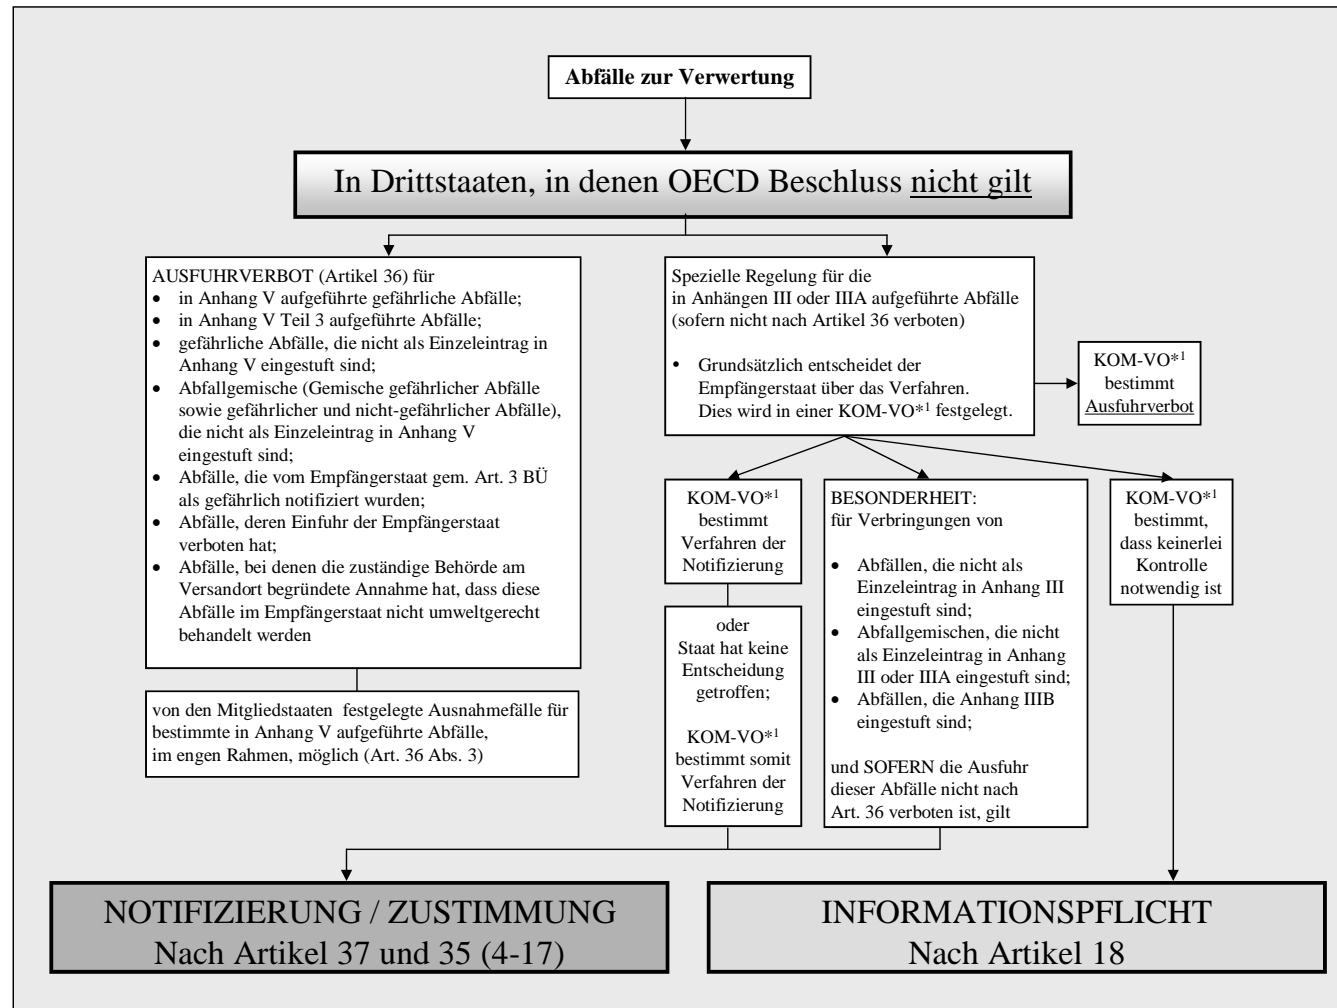 Abfälle zur Verwertung
In Drittstaaten, in denen OECD Beschluss nicht gilt
AUSFUHRVERBOT (Artikel 36) für
• in Anhang V aufgeführte gefährliche Abfälle;
• in Anhang V Teil 3 aufgeführte Abfälle;
• gefährliche Abfälle, die nicht als Einzeleintrag in
Anhang V eingestuft sind;
• Abfallgemische (Gemische gefährlicher Abfälle
sowie gefährlicher und nicht-gefährlicher Abfälle),
die nicht als Einzeleintrag in Anhang V
eingestuft sind;
• Abfälle, die vom Empfängerstaat gem. Art. 3 BÜ
als gefährlich notifiziert wurden;
• Abfälle, deren Einfuhr der Empfängerstaat
verboten hat;
• Abfälle, bei denen die zuständige Behörde am
Versandort begründete Annahme hat, dass diese
Abfälle im Empfängerstaat nicht umweltgerecht
behandelt werden
von den Mitgliedstaaten festgelegte Ausnahmefälle für
bestimmte in Anhang V aufgeführte Abfälle,
im engen Rahmen, möglich (Art. 36 Abs. 3)
Spezielle Regelung für die
in Anhängen III oder IIIA aufgeführte Abfälle
(sofern nicht nach Artikel 36 verboten)
• Grundsätzlich entscheidet der
Empfängerstaat über das Verfahren.
Dies wird in einer KOM-VO*¹ festgelegt.
KOM-VO*¹
bestimmt
Ausfuhrverbot
KOM-VO*¹
bestimmt
Verfahren der
Notifizierung
oder
Staat hat keine
Entscheidung
getroffen;
KOM-VO*¹
bestimmt somit
Verfahren der
Notifizierung
BESONDERHEIT:
für Verbringungen von
• Abfällen, die nicht als
Einzeleintrag in Anhang III
eingestuft sind;
• Abfallgemischen, die nicht
als Einzeleintrag in Anhang
III oder IIIA eingestuft sind;
• Abfällen, die Anhang IIIB
eingestuft sind;
und SOFERN die Ausfuhr
dieser Abfälle nicht nach
Art. 36 verboten ist, gilt
KOM-VO*¹
bestimmt,
dass keinerlei
Kontrolle
notwendig ist
NOTIFIZIERUNG / ZUSTIMMUNG
Nach Artikel 37 und 35 (4-17)
INFORMATIONSPFLICHT
Nach Artikel 18